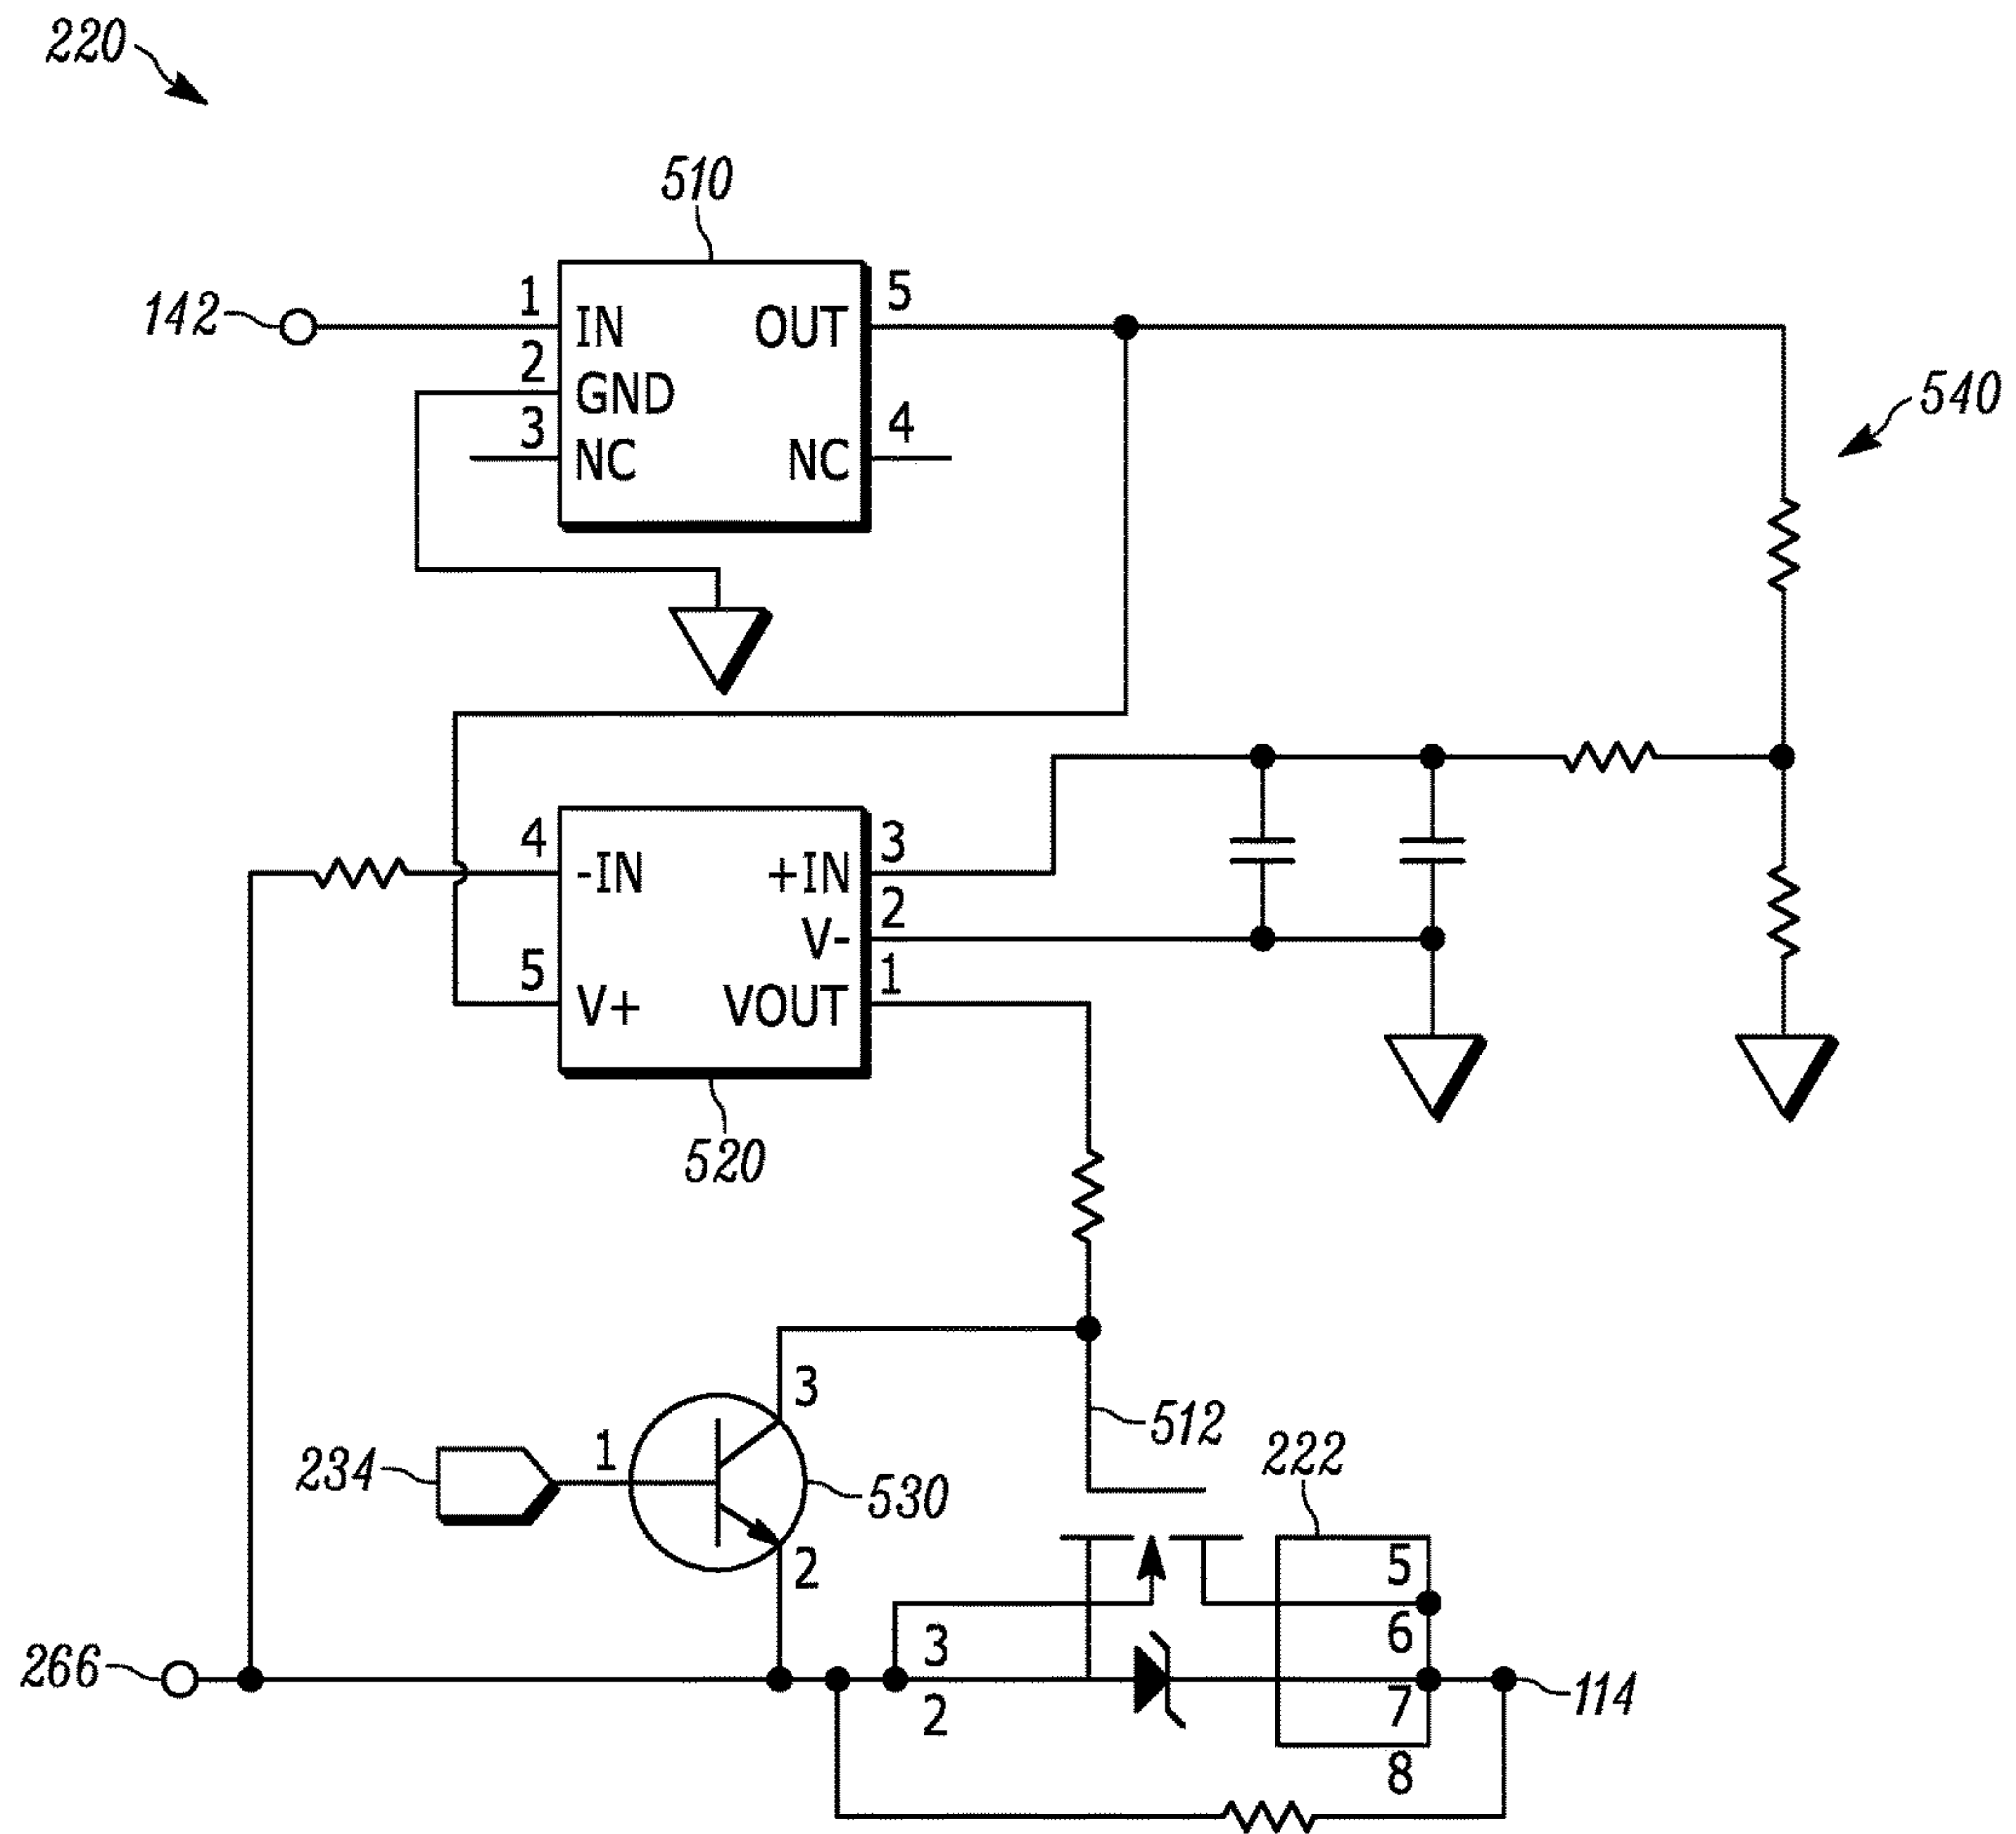 220
510
142
1 IN OUT 5
2 GND
3 NC NC 4
540
4 -IN +IN 3
V- 2
5 V+ VOUT 1
520
3
512
234 1 530 222
2
5
3 6
266 114
2 7
8